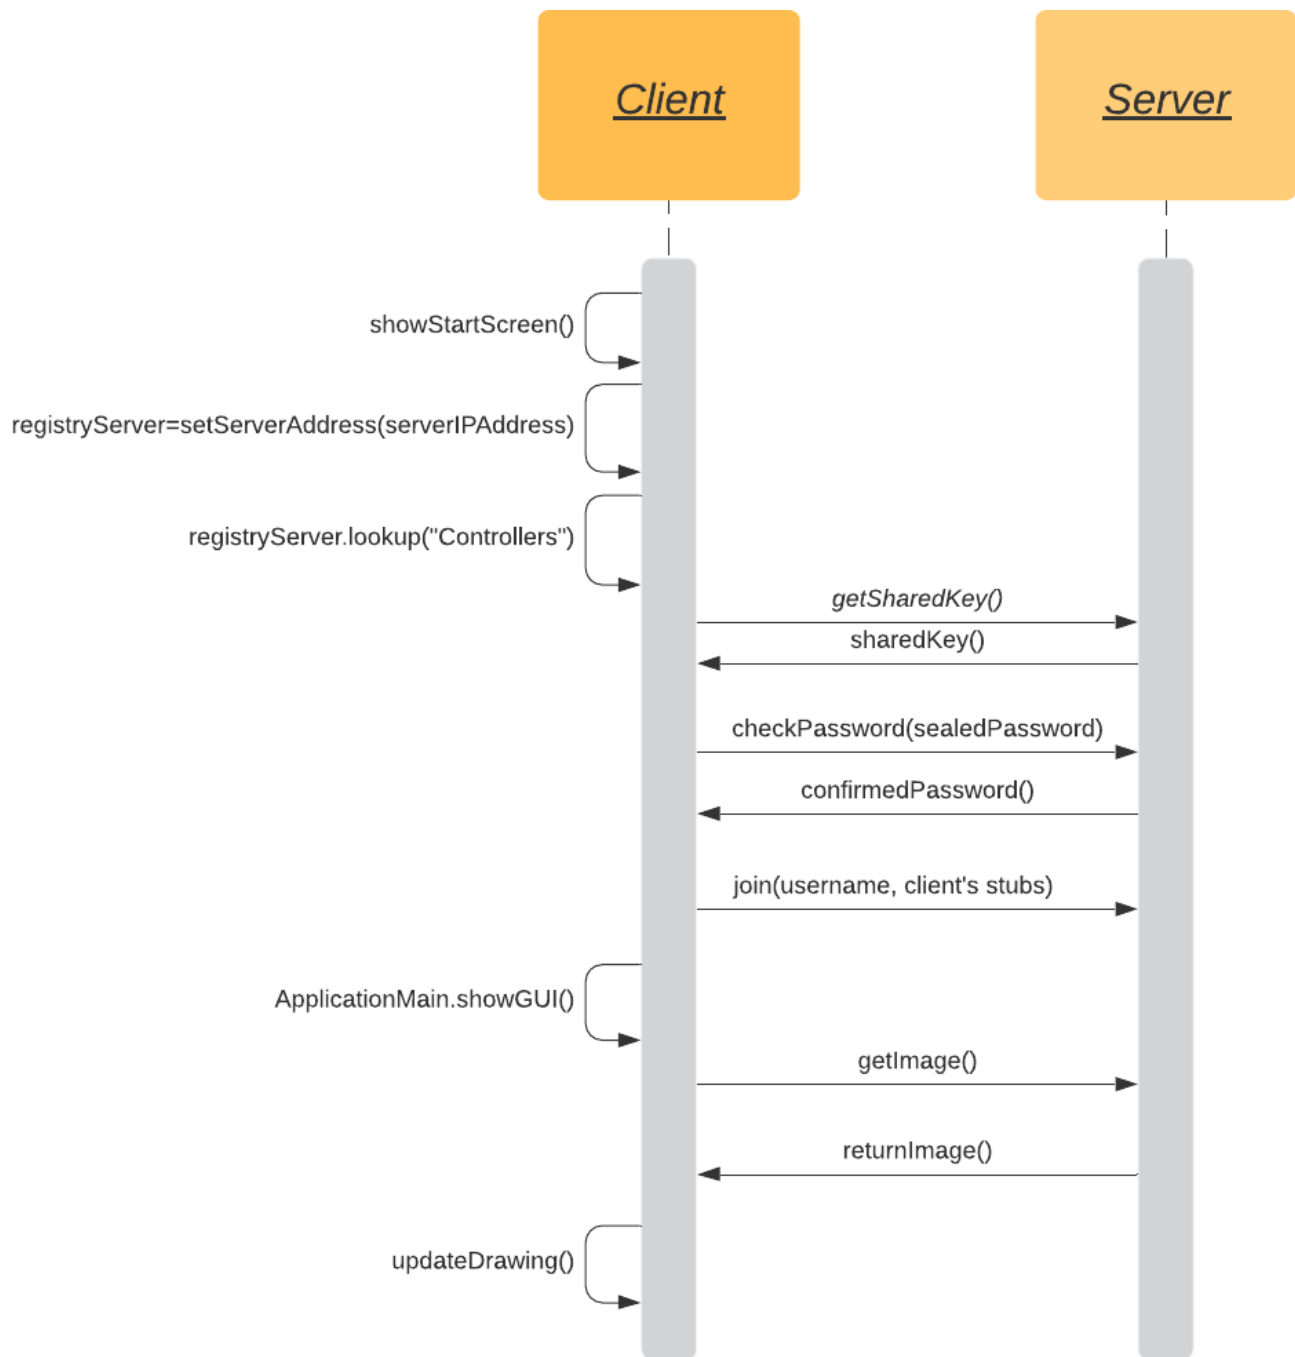 Client
Server
showStartScreen()
registryServer=setServerAddress(serverIPAddress)
registryServer.lookup("Controllers")
getSharedKey()
sharedKey()
checkPassword(sealedPassword)
confirmedPassword()
join(username, client's stubs)
ApplicationMain.showGUI()
getImage()
returnImage()
updateDrawing()